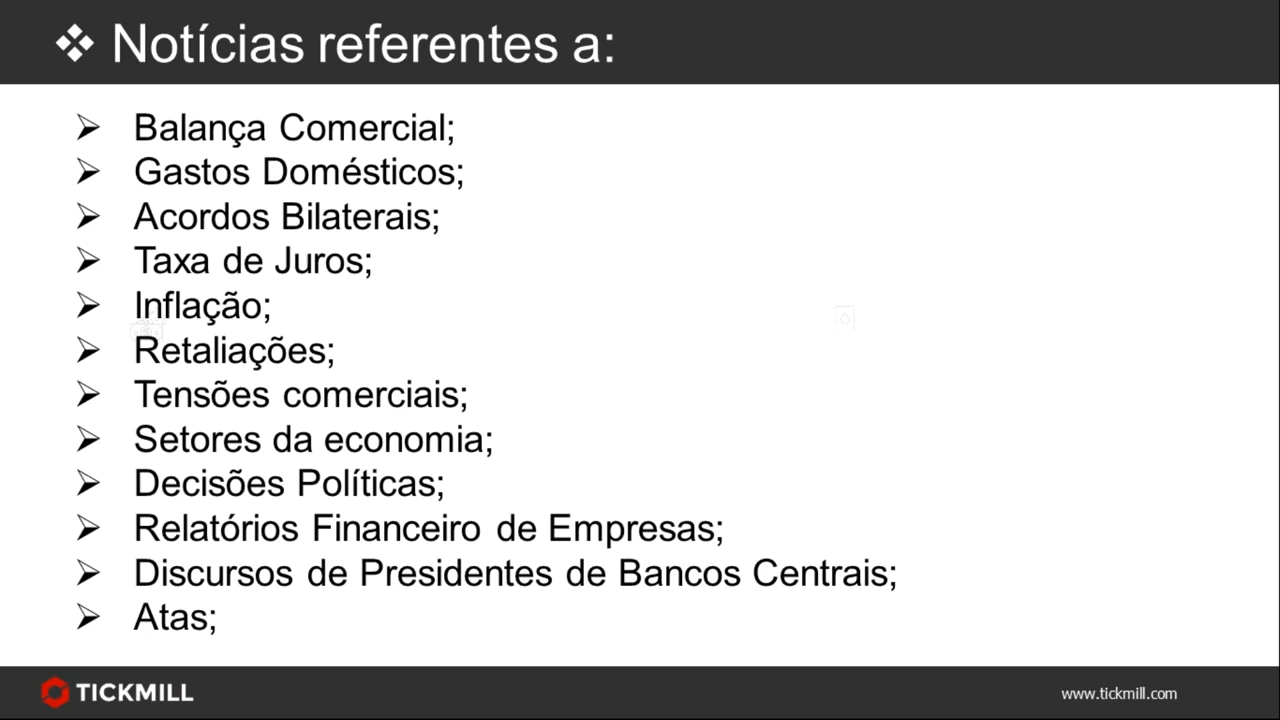 ❖ Notícias referentes a:
➢ Balança Comercial;
➢ Gastos Domésticos;
➢ Acordos Bilaterais;
➢ Taxa de Juros;
➢ Inflação;
➢ Retaliações;
➢ Tensões comerciais;
➢ Setores da economia;
➢ Decisões Políticas;
➢ Relatórios Financeiro de Empresas;
➢ Discursos de Presidentes de Bancos Centrais;
➢ Atas;
TICKMILL
www.tickmill.com